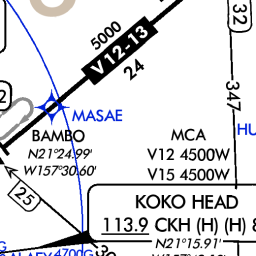 32
5000
V12-13
24
347
2
MASAE
HU
BAMBO
N21°24.99'
W157°30.60'
MCA
V12 4500W
V15 4500W
25
KOKO HEAD
113.9 CKH (H) (H) 8
N21°15.91'
4700G